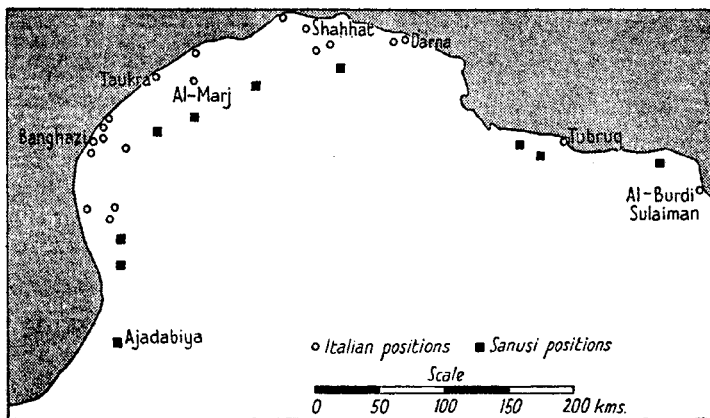 Shahhat
Darna
Taukra
Al-Marj
Banghazi
Tubruq
Al-Burdi
Sulaiman
Ajadabiya
Italian positions
Sanusi positions
Scale
0 50 100 150 200 kms.